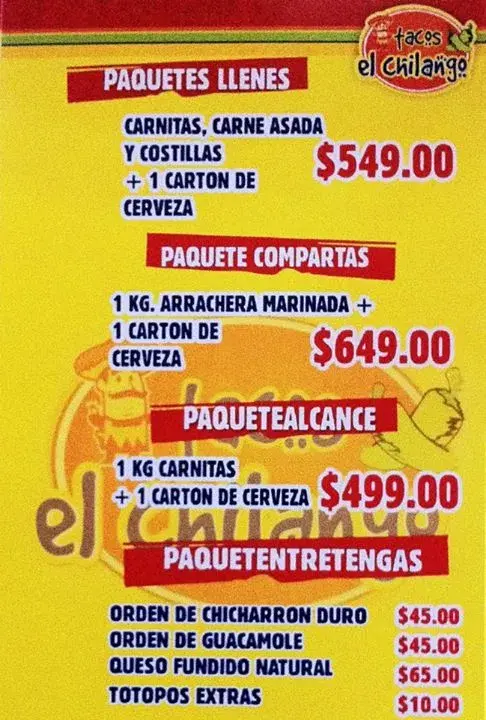 tacos
el chilango
PAQUETES LLENES
CARNITAS, CARNE ASADA
Y COSTILLAS
+ 1 CARTON DE
CERVEZA
$549.00
PAQUETE COMPARTAS
1 KG. ARRACHERA MARINADA +
1 CARTON DE
CERVEZA
$649.00
tacos
PAQUETEALCANCE
1 KG CARNITAS
+ 1 CARTON DE CERVEZA $499.00
el chilango
PAQUETENTRETENGAS
ORDEN DE CHICHARRON DURO $45.00
ORDEN DE GUACAMOLE $45.00
QUESO FUNDIDO NATURAL $65.00
TOTOPOS EXTRAS $10.00